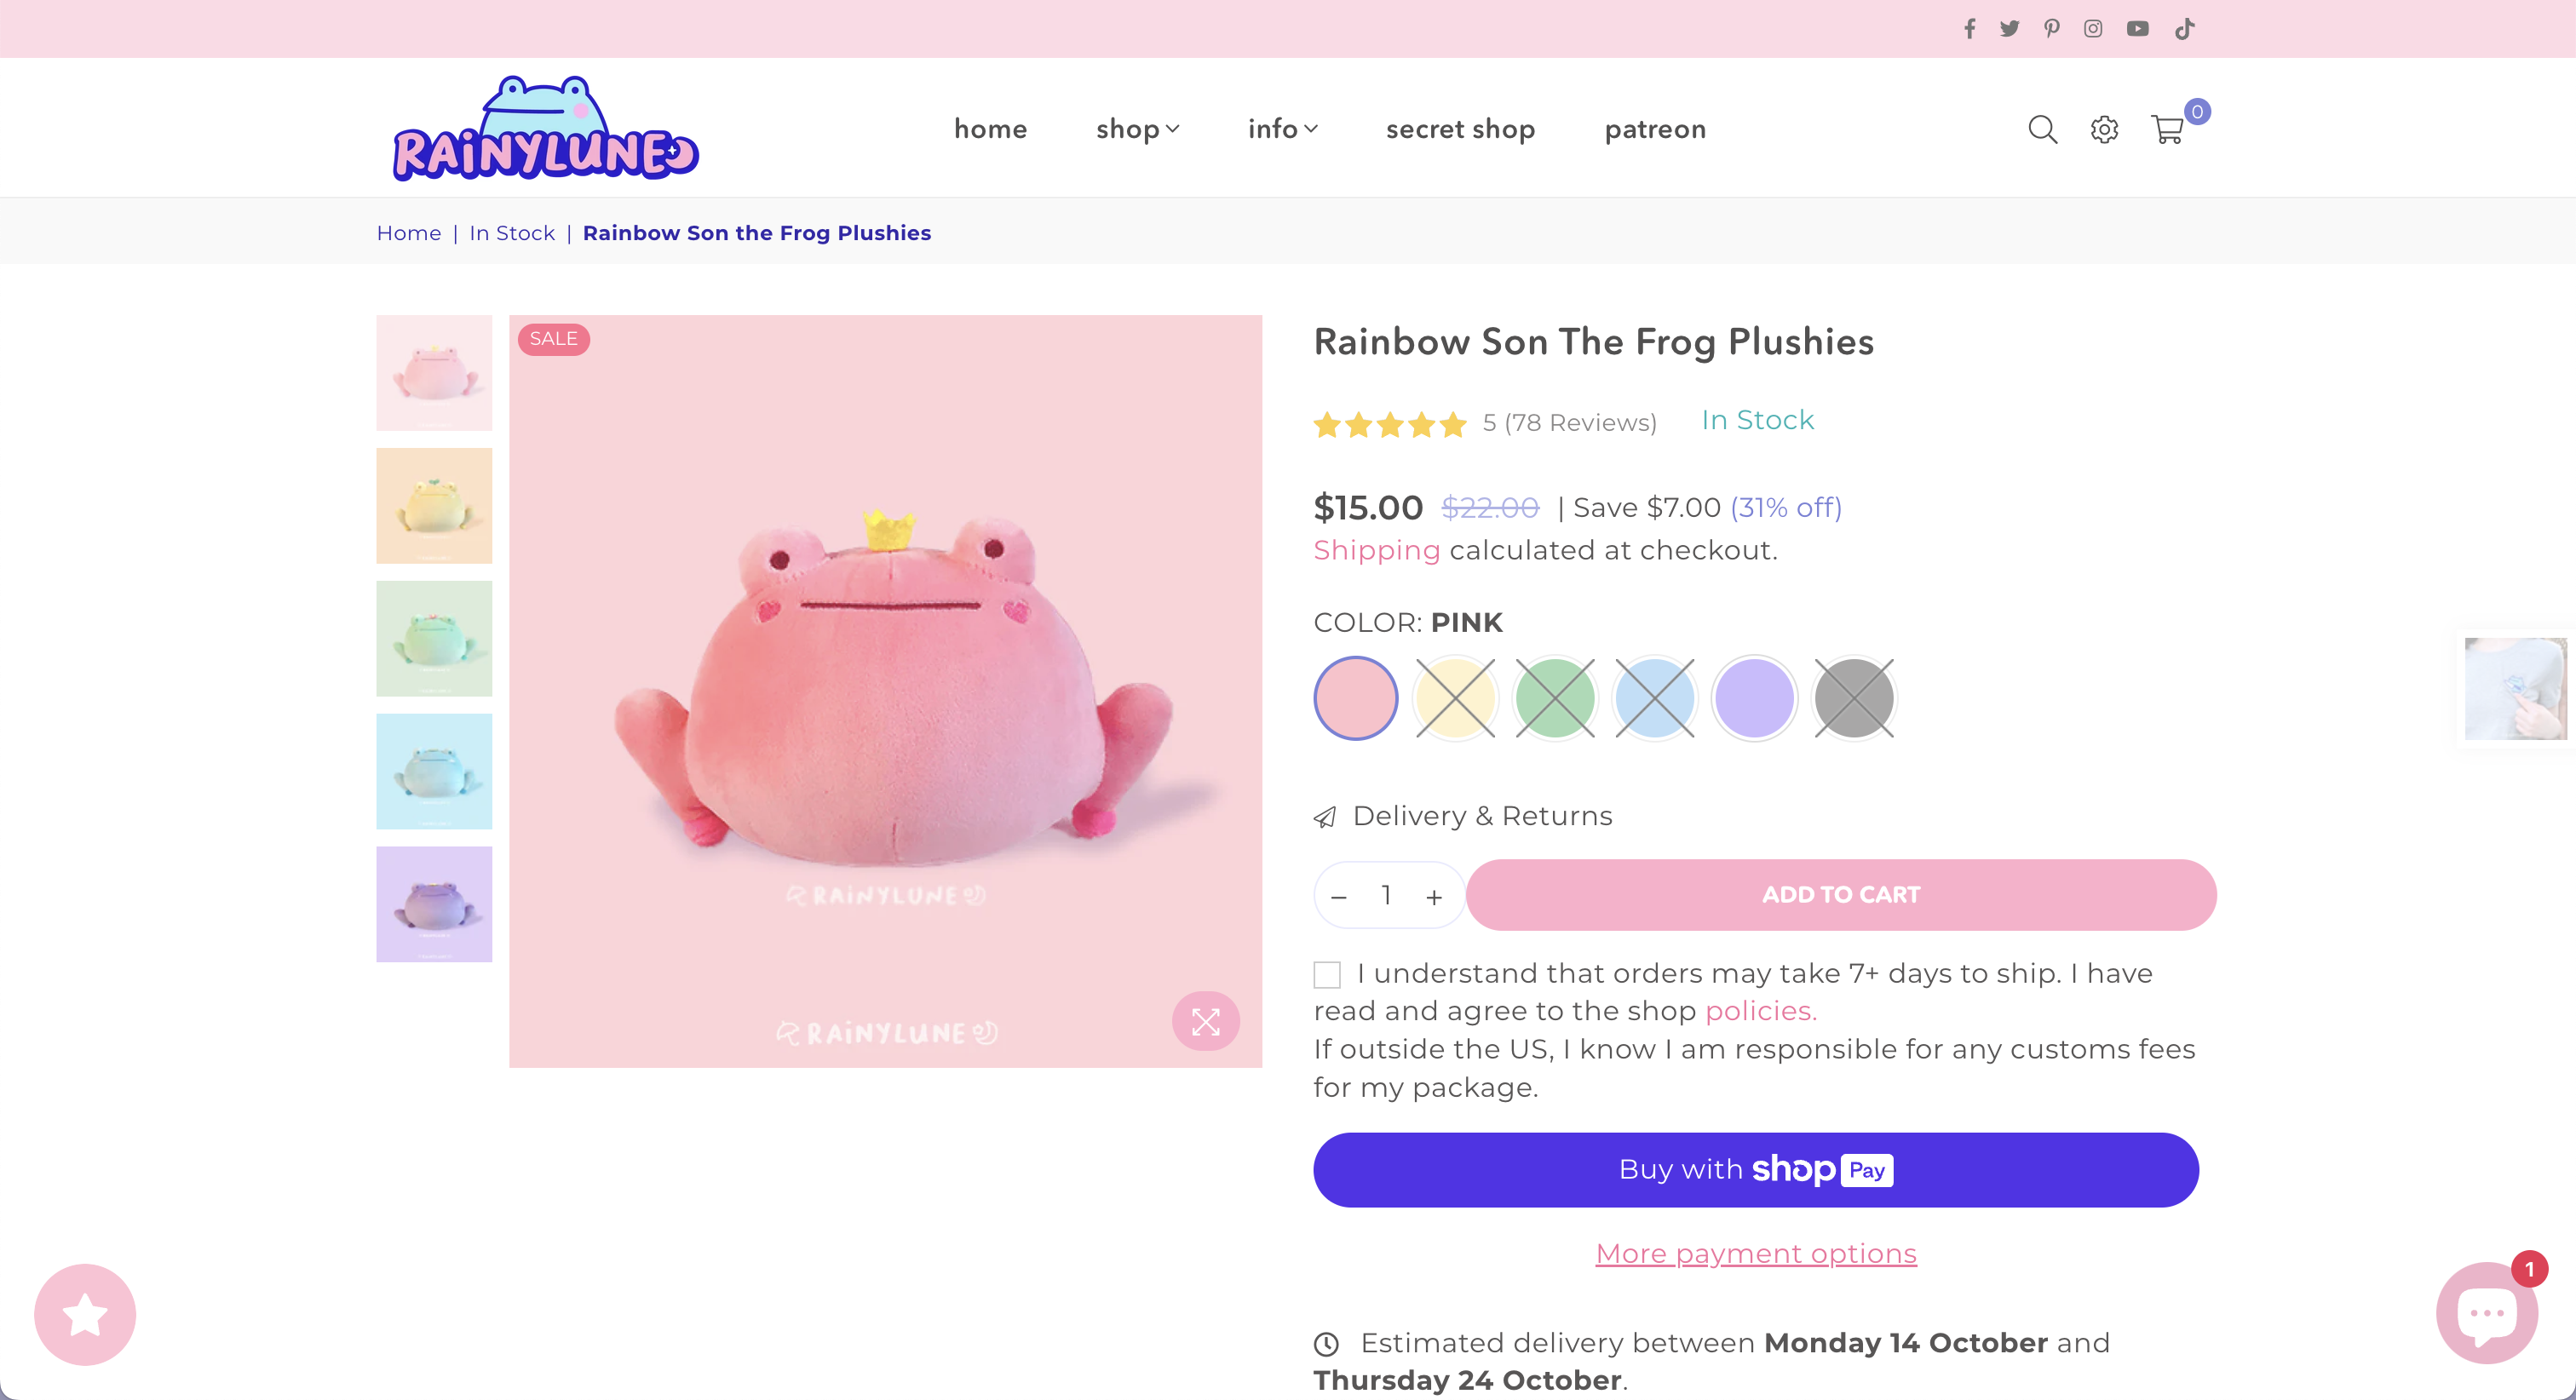 RAiNYLUNE
home
shop
info
secret shop
patreon
0
Home | In Stock | Rainbow Son the Frog Plushies
SALE
RAiNYLUNE
RAiNYLUNE
Rainbow Son The Frog Plushies
5 (78 Reviews)
In Stock
$15.00 $22.00 | Save $7.00 (31% off)
Shipping calculated at checkout.
COLOR: PINK
Delivery & Returns
− 1 +
ADD TO CART
I understand that orders may take 7+ days to ship. I have
read and agree to the shop policies.
If outside the US, I know I am responsible for any customs fees
for my package.
Buy with shop Pay
More payment options
1
Estimated delivery between Monday 14 October and
Thursday 24 October.